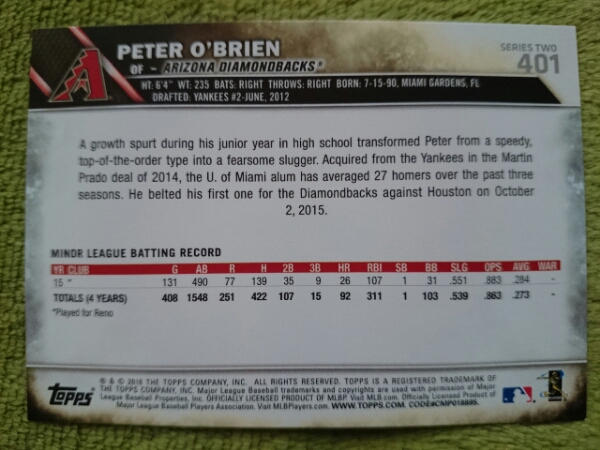 PETER O'BRIEN
SERIES TWO
401
OF - ARIZONA DIAMONDBACKS®
HT: 6'4" WT: 235 BATS: RIGHT THROWS: RIGHT BORN: 7-15-90, MIAMI GARDENS, FL
DRAFTED: YANKEES #2-JUNE, 2012
A growth spurt during his junior year in high school transformed Peter from a speedy,
top-of-the-order type into a fearsome slugger. Acquired from the Yankees in the Martin
Prado deal of 2014, the U. of Miami alum has averaged 27 homers over the past three
seasons. He belted his first one for the Diamondbacks against Houston on October
2, 2015.
MINOR LEAGUE BATTING RECORD
YR CLUB G AB R H 2B 3B HR RBI SB BB SLG OPS AVG WAR
15 * 131 490 77 139 35 9 26 107 1 31 .551 .883 .284 -
TOTALS (4 YEARS) 408 1548 251 422 107 15 92 311 1 103 .539 .863 .273 -
*Played for Reno
® & © 2016 THE TOPPS COMPANY, INC. ALL RIGHTS RESERVED. TOPPS IS A REGISTERED TRADEMARK OF
THE TOPPS COMPANY, INC. Major League Baseball trademarks and copyrights are used with permission of Major
League Baseball Properties, Inc. OFFICIALLY LICENSED PRODUCT OF MLBP Visit MLB.com. Officially Licensed Product of
Major League Baseball Players Association. Visit MLBPlayers.com. WWW.TOPPS.COM. CODE#CMP018895.
TOPPS